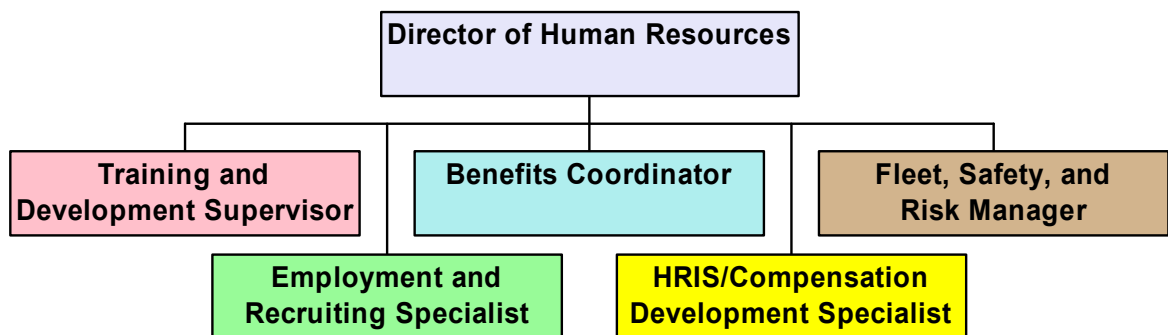 Director of Human Resources
Training and
Development Supervisor
Benefits Coordinator
Fleet, Safety, and
Risk Manager
Employment and
Recruiting Specialist
HRIS/Compensation
Development Specialist